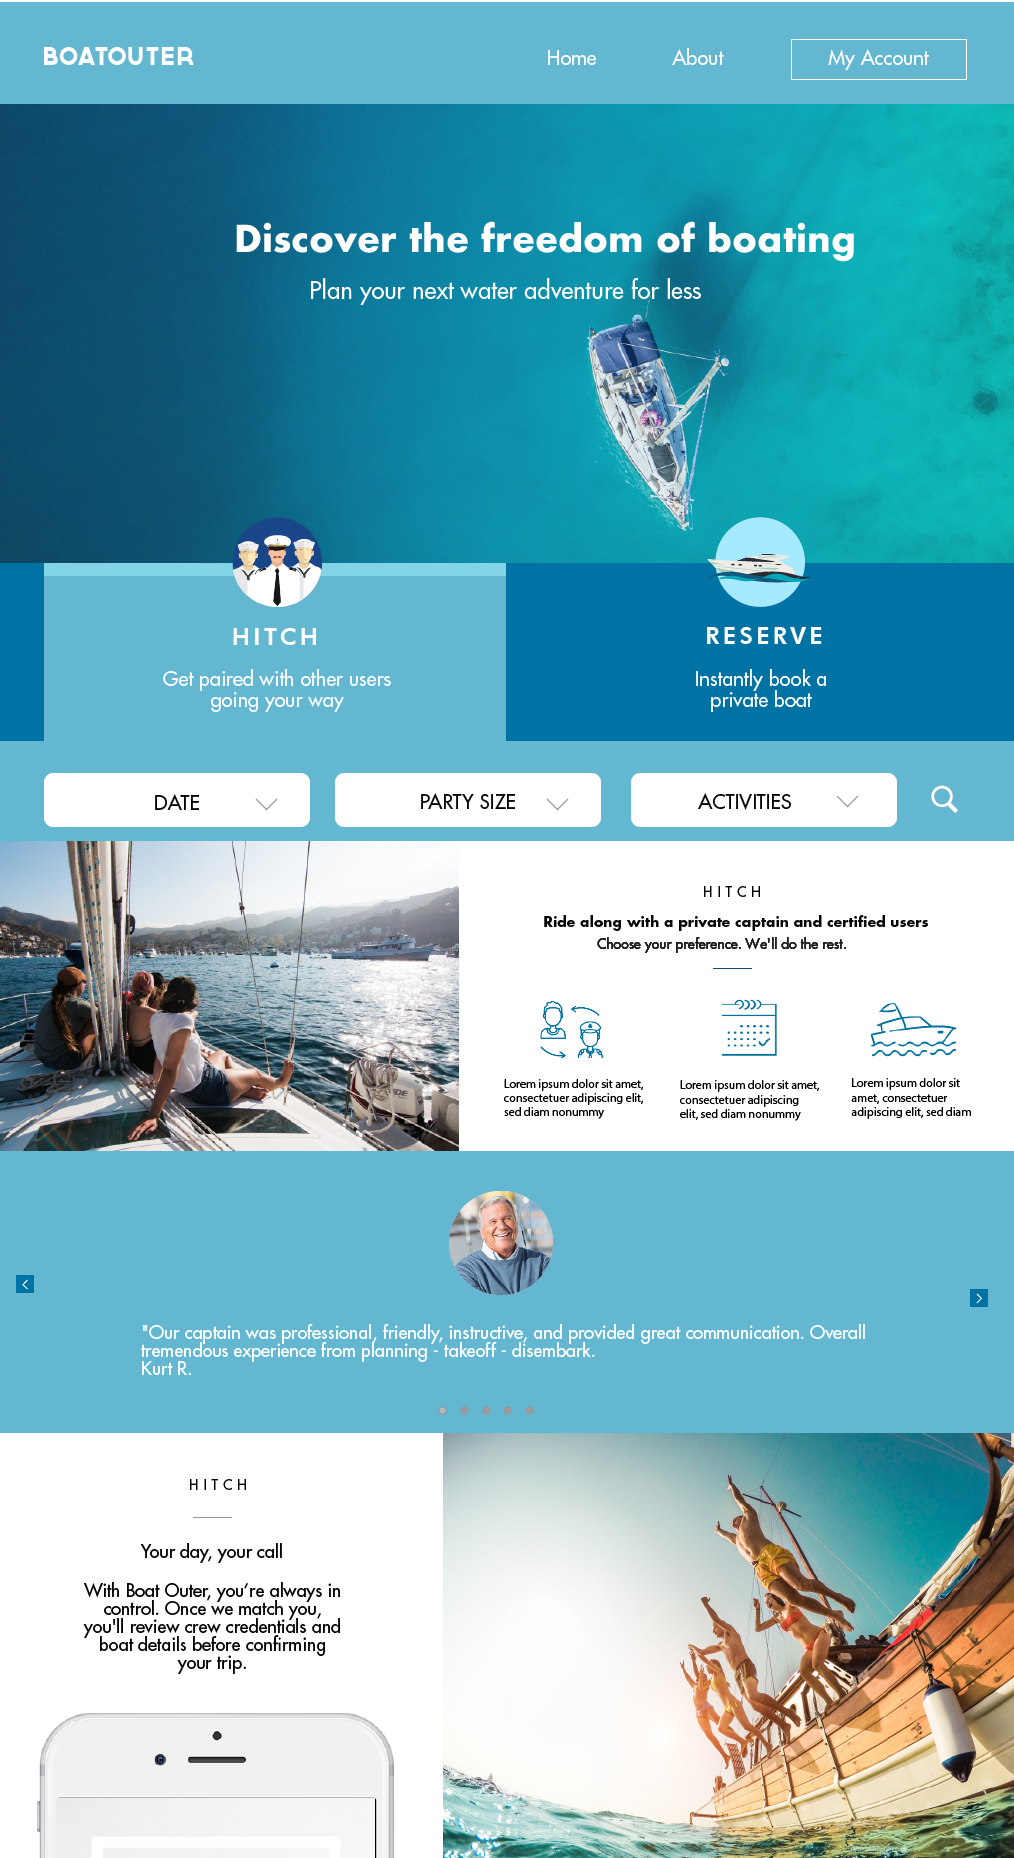 BOATOUTER
Home
About
My Account
Discover the freedom of boating
Plan your next water adventure for less
HITCH
Get paired with other users
going your way
RESERVE
Instantly book a
private boat
DATE
PARTY SIZE
ACTIVITIES
HITCH
Ride along with a private captain and certified users
Choose your preference. We'll do the rest.
Lorem ipsum dolor sit amet,
consectetuer adipiscing elit,
sed diam nonummy
Lorem ipsum dolor sit amet,
consectetuer adipiscing
elit, sed diam nonummy
Lorem ipsum dolor sit
amet, consectetuer
adipiscing elit, sed diam
"Our captain was professional, friendly, instructive, and provided great communication. Overall
tremendous experience from planning - takeoff - disembark.
Kurt R.
HITCH
Your day, your call
With Boat Outer, you’re always in
control. Once we match you,
you'll review crew credentials and
boat details before confirming
your trip.